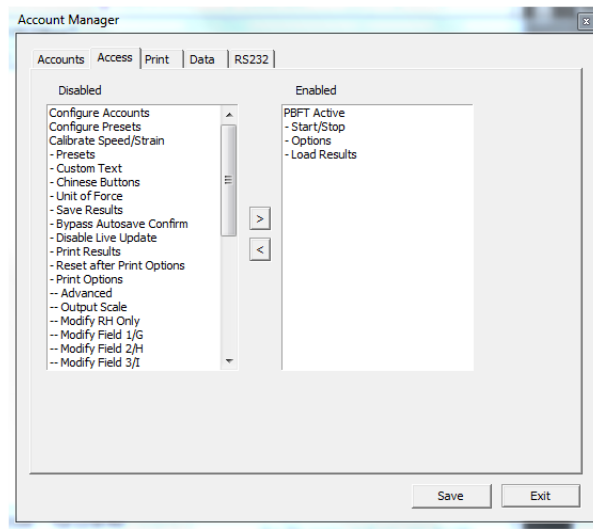 Account Manager
x
Accounts Access Print Data RS232
Disabled Enabled
Configure Accounts
Configure Presets
Calibrate Speed/Strain
- Presets
- Custom Text
- Chinese Buttons
- Unit of Force
- Save Results
- Bypass Autosave Confirm
- Disable Live Update
- Print Results
- Reset after Print Options
- Print Options
-- Advanced
-- Output Scale
-- Modify RH Only
-- Modify Field 1/G
-- Modify Field 2/H
-- Modify Field 3/I
>
<
PBFT Active
- Start/Stop
- Options
- Load Results
Save Exit